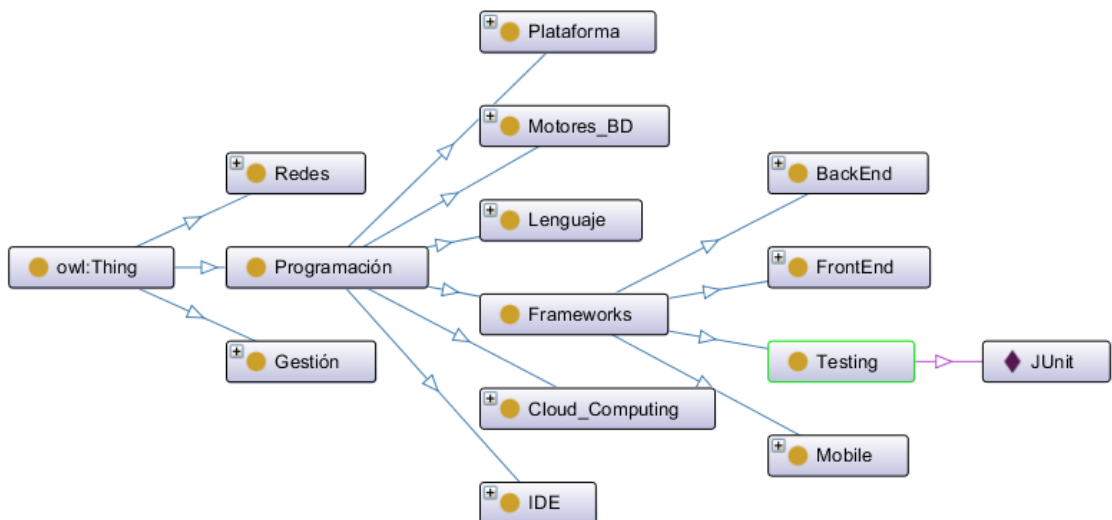 Plataforma
Motores_BD
Redes
BackEnd
Lenguaje
owl:Thing
Programación
FrontEnd
Frameworks
Gestión
Testing
JUnit
Cloud_Computing
Mobile
IDE